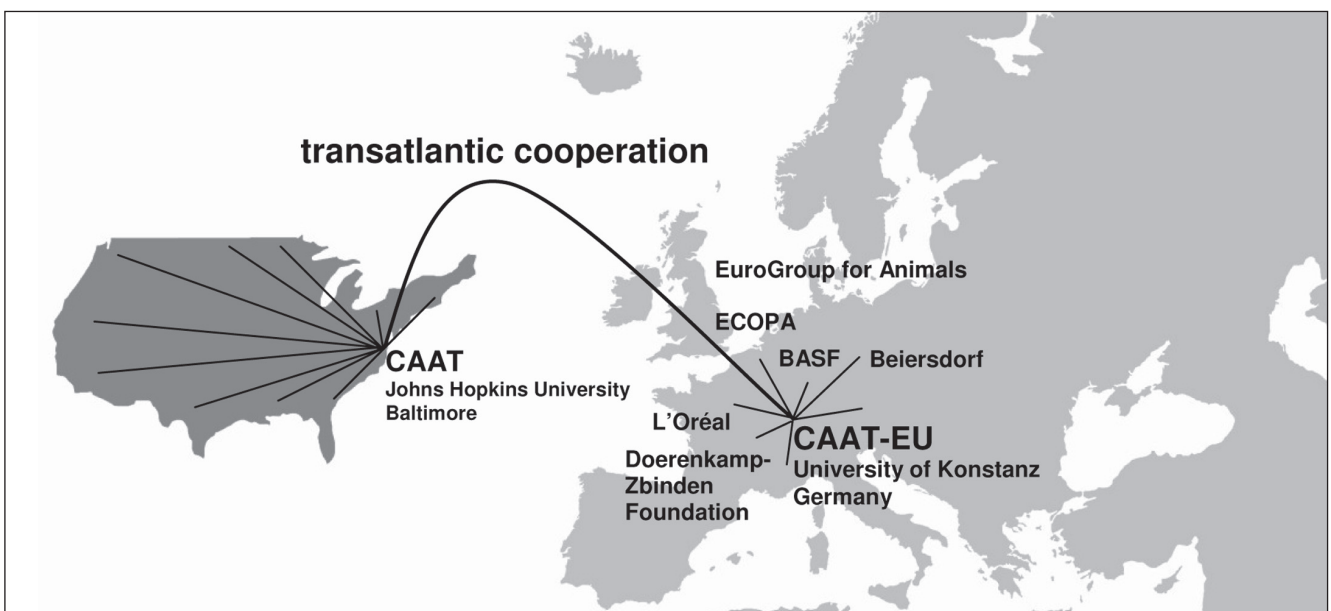 transatlantic cooperation
EuroGroup for Animals
ECOPA
BASF
Beiersdorf
CAAT
Johns Hopkins University
Baltimore
L'Oréal
CAAT-EU
University of Konstanz
Germany
Doerenkamp-
Zbinden
Foundation